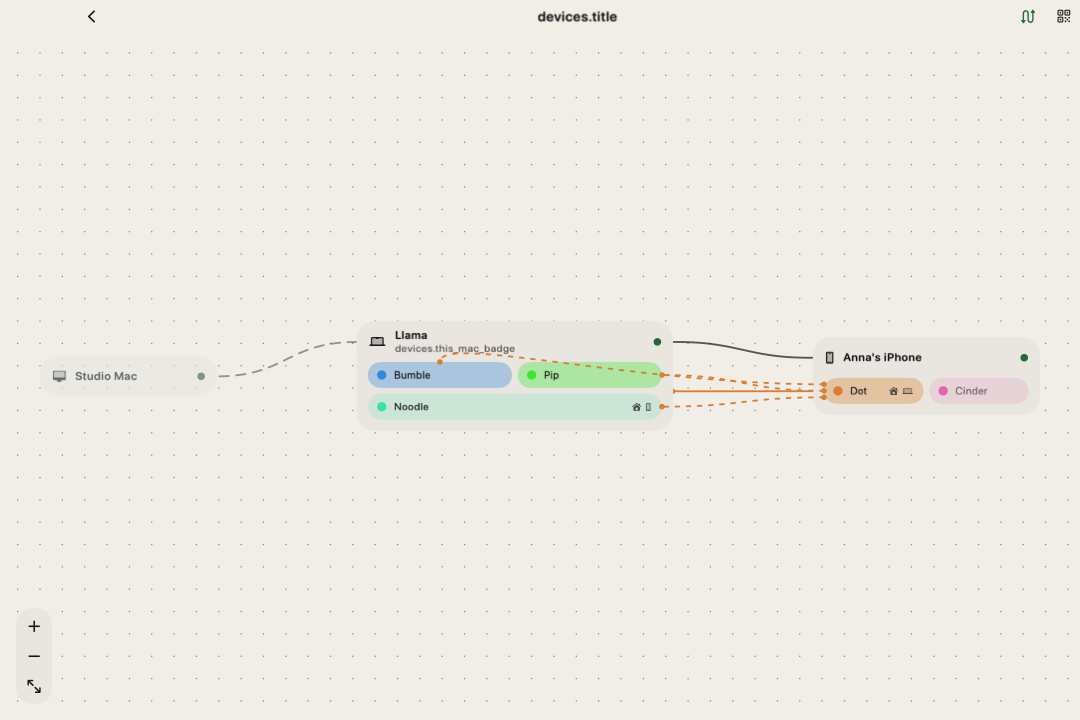 devices.title
Studio Mac
Llama
devices.this_mac_badge
Bumble
Pip
Noodle
Anna's iPhone
Dot
Cinder